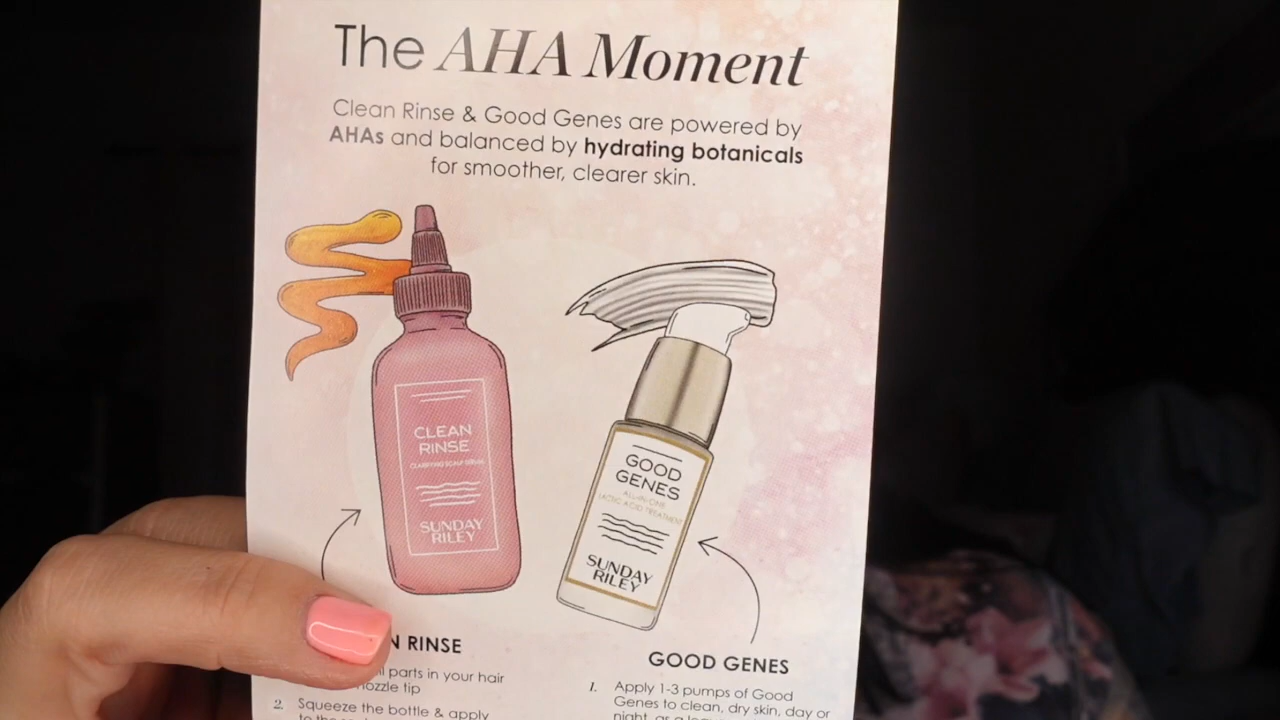 The AHA Moment
Clean Rinse & Good Genes are powered by
AHAs and balanced by hydrating botanicals
for smoother, clearer skin.
CLEAN
RINSE
CLARIFYING SCALP SERUM
SUNDAY
RILEY
GOOD
GENES
ALL-IN-ONE
LACTIC ACID TREATMENT
SUNDAY
RILEY
N RINSE
parts in your hair
nozzle tip
2. Squeeze the bottle & apply
GOOD GENES
1. Apply 1-3 pumps of Good
Genes to clean, dry skin, day or
night, or a